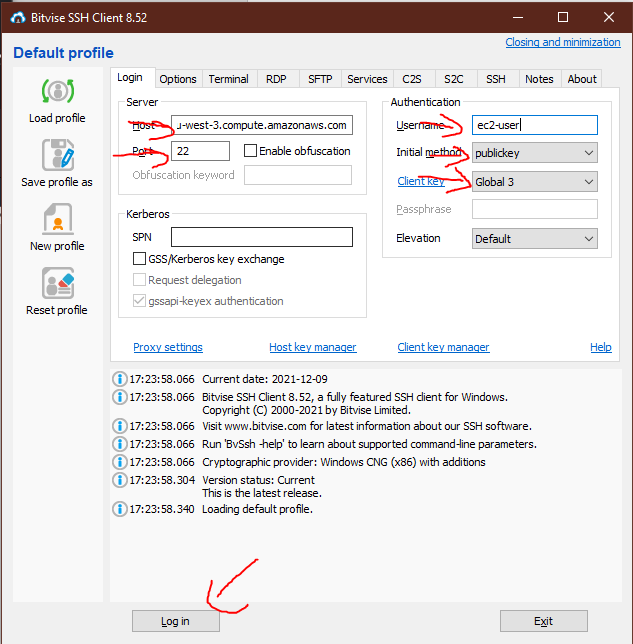 Bitvise SSH Client 8.52
Default profile
Closing and minimization
Load profile
Save profile as
New profile
Reset profile
Login Options Terminal RDP SFTP Services C2S S2C SSH Notes About
Server
Host -west-3.compute.amazonaws.com
Port 22 Enable obfuscation
Obfuscation keyword
Kerberos
SPN
GSS/Kerberos key exchange
Request delegation
gssapi-keyex authentication
Authentication
Username ec2-user
Initial method publickey
Client key Global 3
Passphrase
Elevation Default
Proxy settings Host key manager Client key manager Help
17:23:58.066 Current date: 2021-12-09
17:23:58.066 Bitvise SSH Client 8.52, a fully featured SSH client for Windows.
Copyright (C) 2000-2021 by Bitvise Limited.
17:23:58.066 Visit www.bitvise.com for latest information about our SSH software.
17:23:58.066 Run 'BvSsh -help' to learn about supported command-line parameters.
17:23:58.066 Cryptographic provider: Windows CNG (x86) with additions
17:23:58.304 Version status: Current
This is the latest release.
17:23:58.340 Loading default profile.
Log in Exit